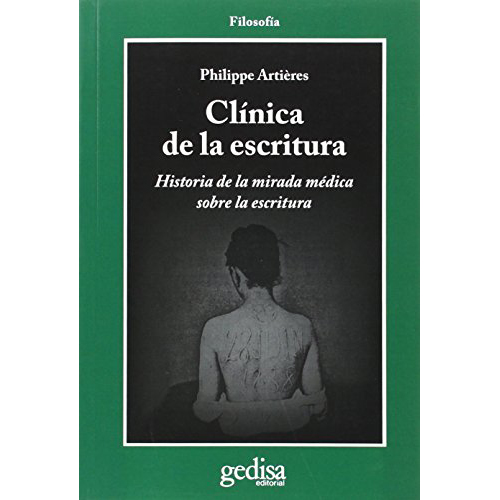 Filosofía
Philippe Artières
Clínica
de la escritura
Historia de la mirada médica
sobre la escritura
gedisa
editorial